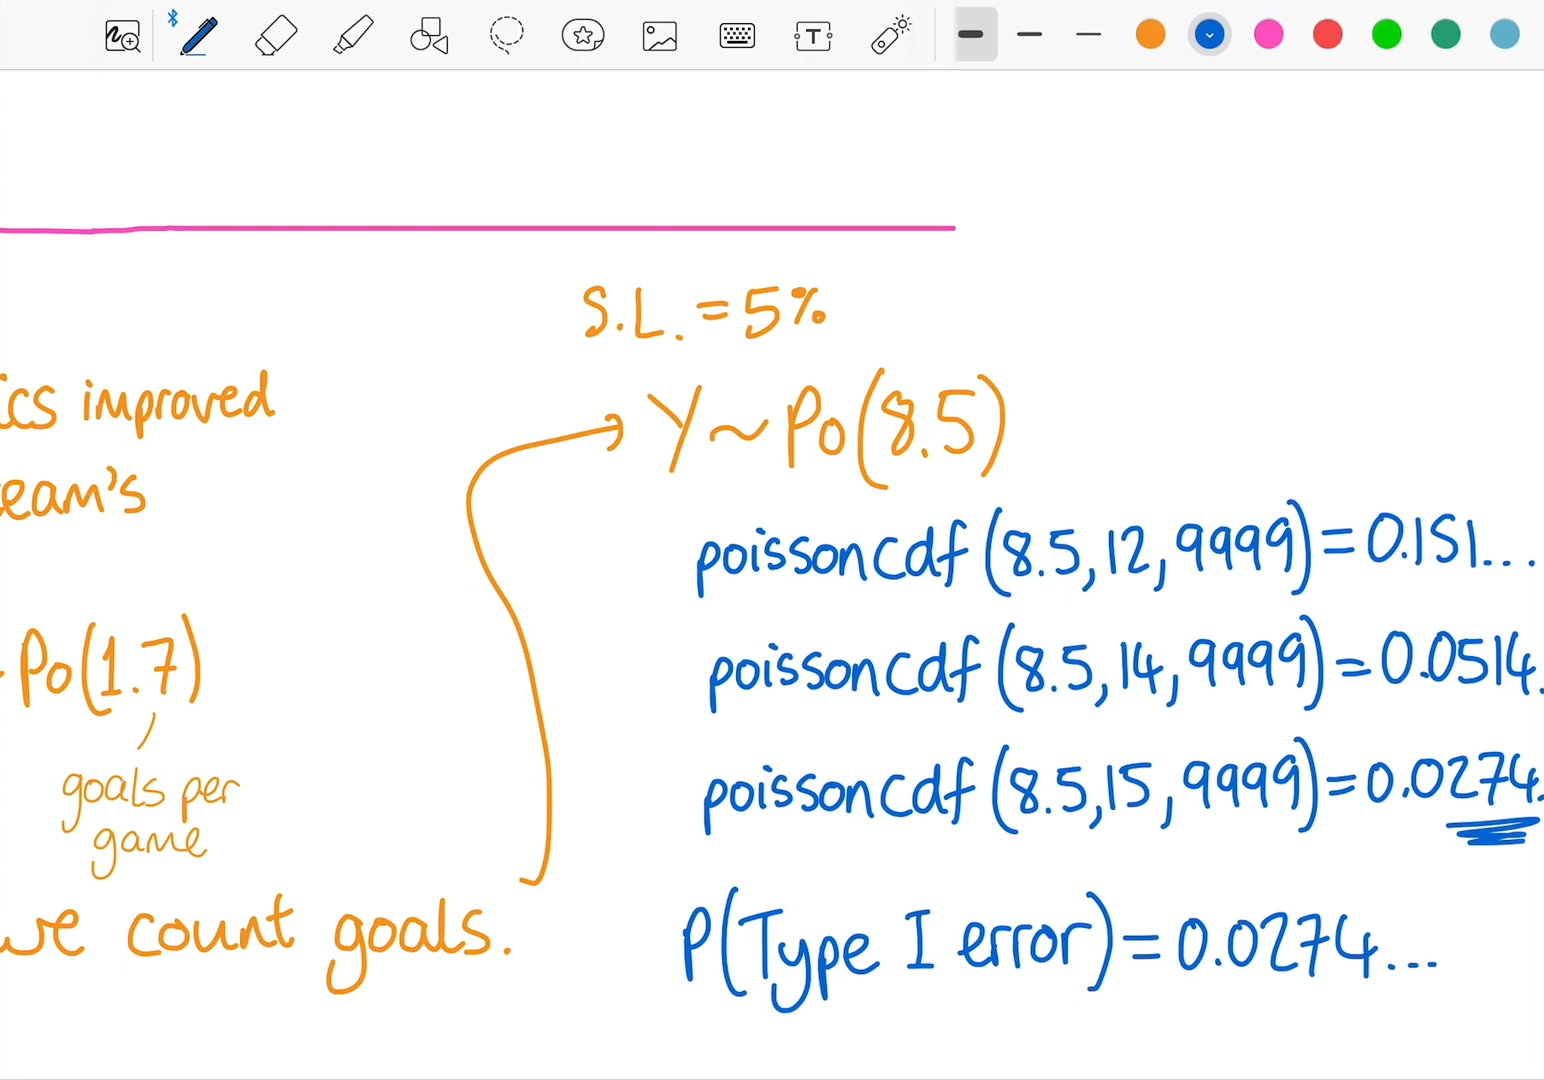 S.L. = 5%
ics improved
eam's
Y ~ Po(8.5)
poissoncdf(8.5,12,9999)=0.151...
poissoncdf(8.5,14,9999)=0.0514.
poissoncdf(8.5,15,9999)=0.0274.
Po(1.7)
goals per
game
we count goals.
P(Type I error)=0.0274...